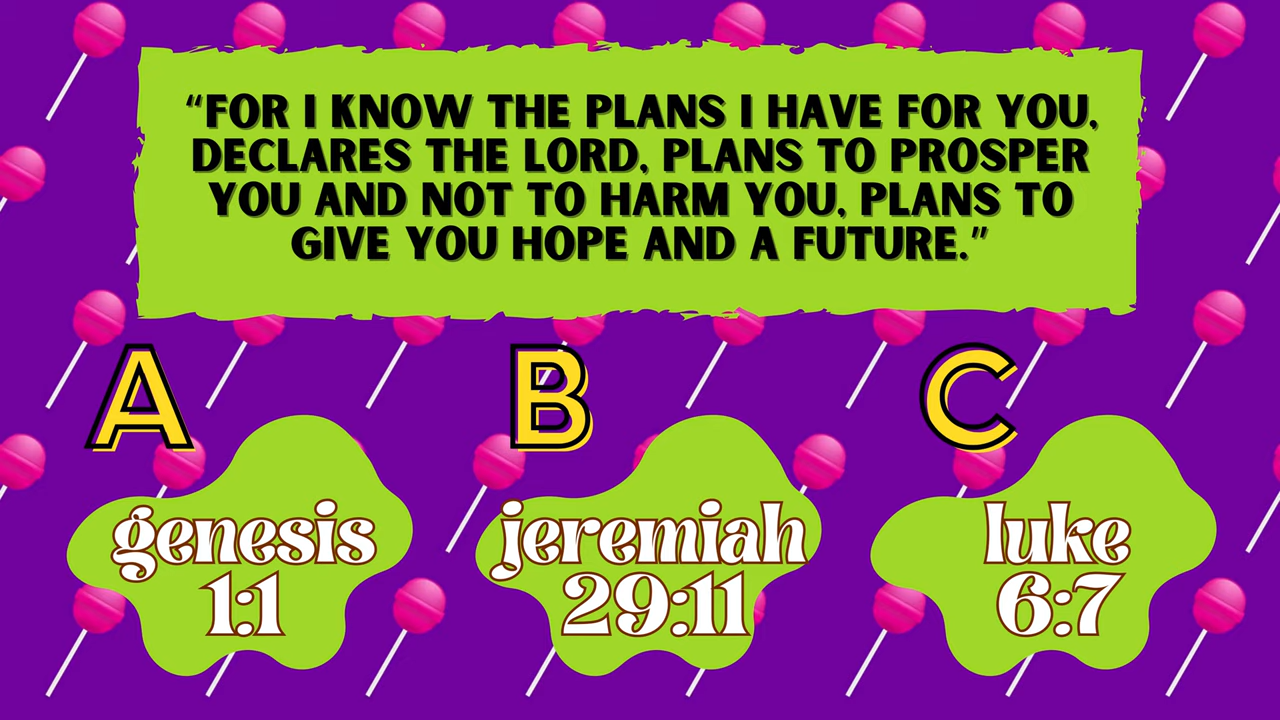 “FOR I KNOW THE PLANS I HAVE FOR YOU,
DECLARES THE LORD, PLANS TO PROSPER
YOU AND NOT TO HARM YOU, PLANS TO
GIVE YOU HOPE AND A FUTURE.”
A
genesis
1:1
B
jeremiah
29:11
C
luke
6:7